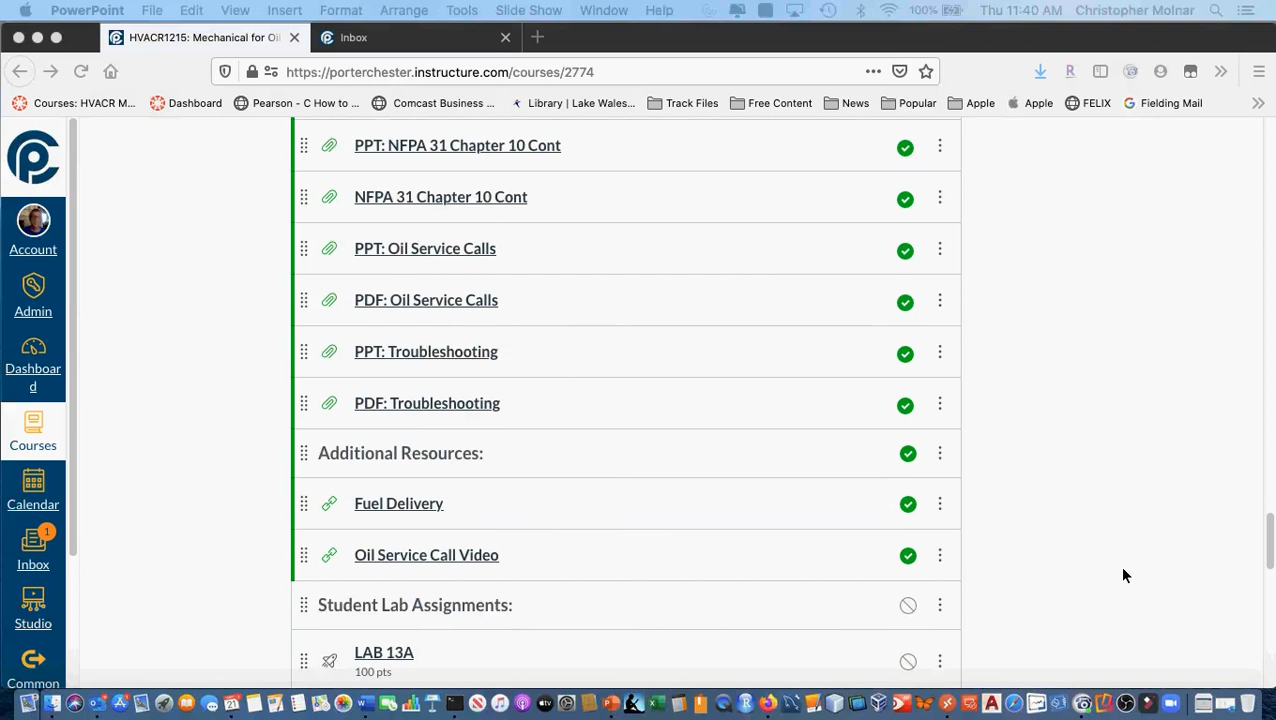 PowerPoint File Edit View Insert Format Arrange Tools Slide Show Window Help 100% Thu 11:40 AM Christopher Molnar
HVACR1215: Mechanical for Oil Inbox
https://porterchester.instructure.com/courses/2774
Courses: HVACR M... Dashboard Pearson - C How to ... Comcast Business ... Library | Lake Wales... Track Files Free Content News Popular Apple Apple FELIX Fielding Mail
PPT: NFPA 31 Chapter 10 Cont
NFPA 31 Chapter 10 Cont
Account
PPT: Oil Service Calls
PDF: Oil Service Calls
Admin
PPT: Troubleshooting
Dashboar
d
PDF: Troubleshooting
Courses
Additional Resources:
Calendar
Fuel Delivery
1
Inbox
Oil Service Call Video
Student Lab Assignments:
Studio
LAB 13A
100 pts
Common